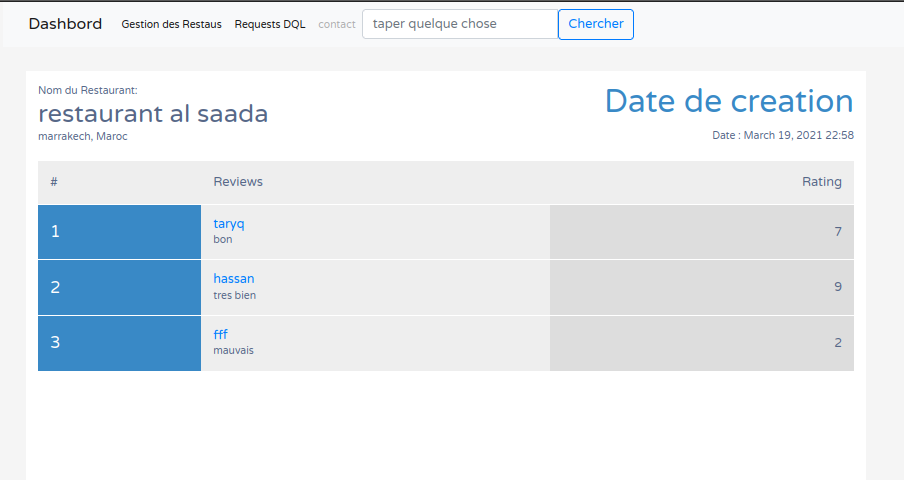 Dashbord Gestion des Restaus Requests DQL contact taper quelque chose Chercher
Nom du Restaurant:
restaurant al saada
marrakech, Maroc
Date de creation
Date : March 19, 2021 22:58
# Reviews Rating
1 taryq 7
bon
2 hassan 9
tres bien
3 fff 2
mauvais